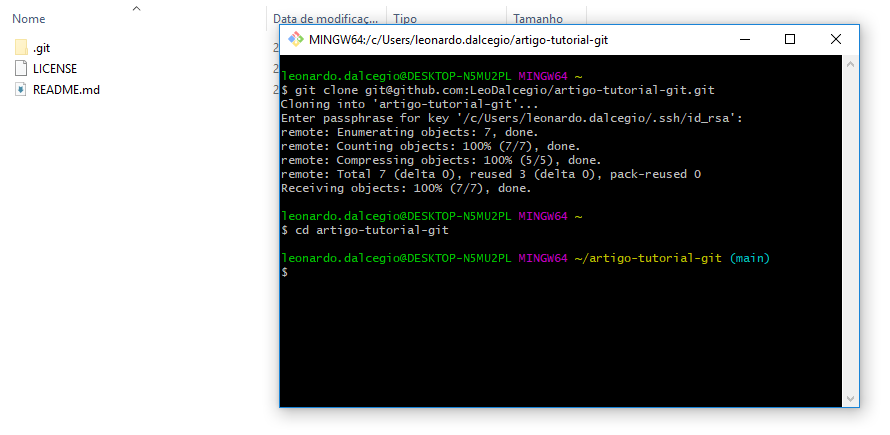 Nome Data de modificaç... Tipo Tamanho
.git
LICENSE
README.md
MINGW64:/c/Users/leonardo.dalcegio/artigo-tutorial-git
leonardo.dalcegio@DESKTOP-N5MU2PL MINGW64 ~
$ git clone git@github.com:LeoDalcegio/artigo-tutorial-git.git
Cloning into 'artigo-tutorial-git'...
Enter passphrase for key '/c/Users/leonardo.dalcegio/.ssh/id_rsa':
remote: Enumerating objects: 7, done.
remote: Counting objects: 100% (7/7), done.
remote: Compressing objects: 100% (5/5), done.
remote: Total 7 (delta 0), reused 3 (delta 0), pack-reused 0
Receiving objects: 100% (7/7), done.
leonardo.dalcegio@DESKTOP-N5MU2PL MINGW64 ~
$ cd artigo-tutorial-git
leonardo.dalcegio@DESKTOP-N5MU2PL MINGW64 ~/artigo-tutorial-git (main)
$